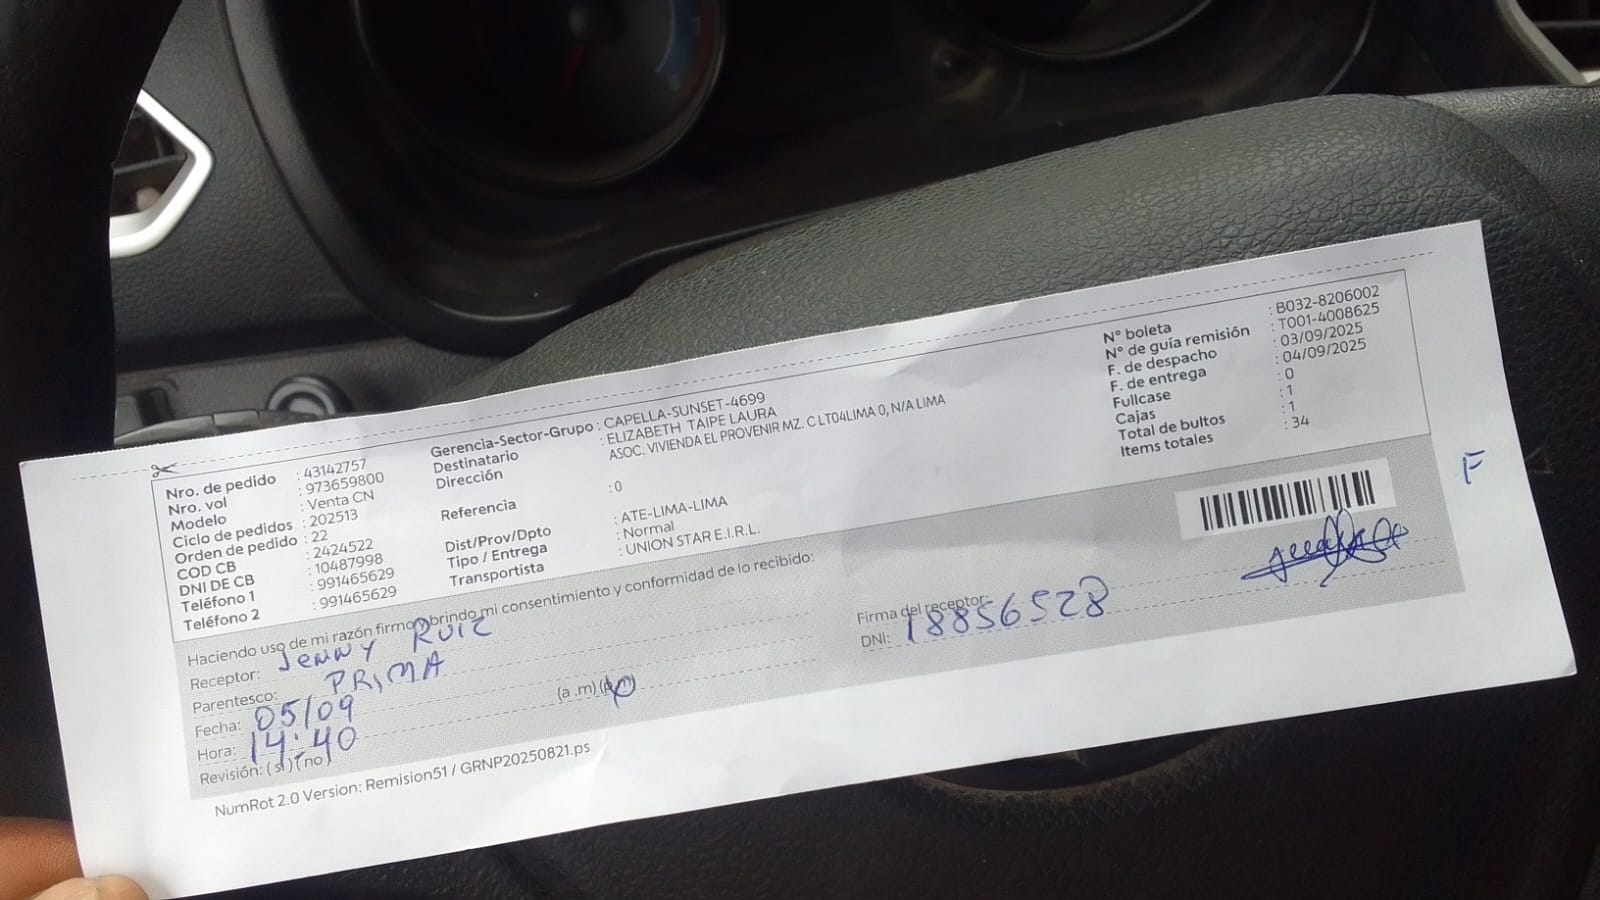 Nro. de pedido : 43142757
Nro. vol : 973659800
Modelo : Venta CN
Ciclo de pedidos : 202513
Orden de pedido : 22
COD CB : 2424522
DNI DE CB : 10487998
Teléfono 1 : 991465629
Teléfono 2 : 991465629
Gerencia-Sector-Grupo : CAPELLA-SUNSET-4699
Destinatario : ELIZABETH TAIPE LAURA
Dirección ASOC. VIVIENDA EL PROVENIR MZ. C LT04LIMA 0, N/A LIMA
Referencia : 0
Dist/Prov/Dpto : ATE-LIMA-LIMA
Tipo / Entrega : Normal
Transportista : UNION STAR E.I.R.L.
N° boleta : B032-8206002
N° de guía remisión : T001-4008625
F. de despacho : 03/09/2025
F. de entrega : 04/09/2025
Fullcase : 0
Cajas : 1
Total de bultos : 1
Items totales : 34
F
Haciendo uso de mi razón firmo y brindo mi consentimiento y conformidad de lo recibido:
Receptor: Jenny Ruiz
Parentesco: PRIMA
Fecha: 05/09
Hora: 14:40 (a .m) (p.m)
Revisión: ( si ) ( no )
Firma del receptor:
DNI: 18856528
NumRot 2.0 Version: Remision51 / GRNP20250821.ps